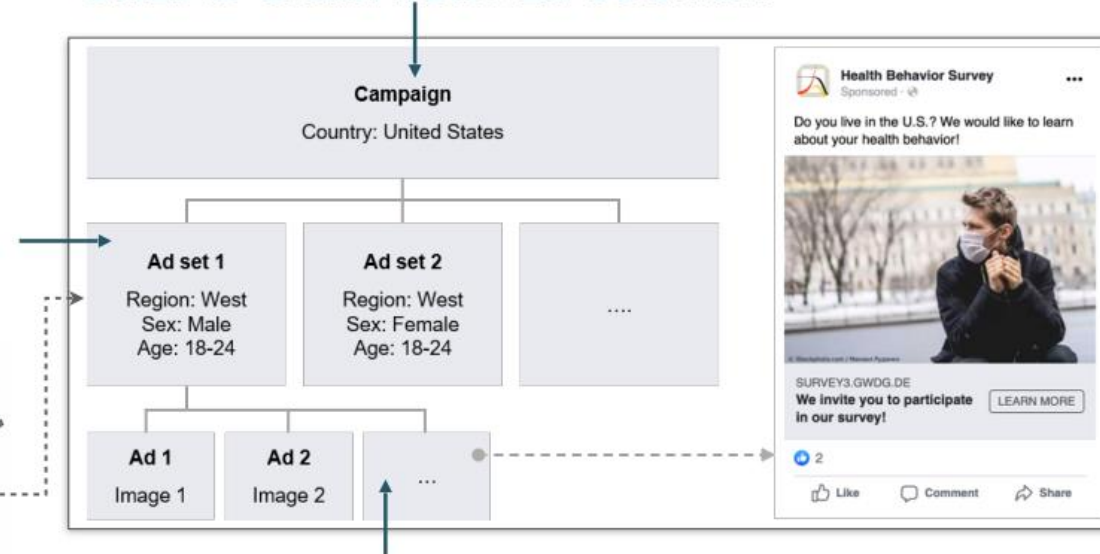 Campaign
Country: United States
Ad set 1
Region: West
Sex: Male
Age: 18-24
Ad set 2
Region: West
Sex: Female
Age: 18-24
....
Ad 1
Image 1
Ad 2
Image 2
...
Health Behavior Survey
Sponsored ·
Do you live in the U.S.? We would like to learn
about your health behavior!
SURVEY3.GWDG.DE
We invite you to participate
in our survey!
LEARN MORE
2
Like
Comment
Share